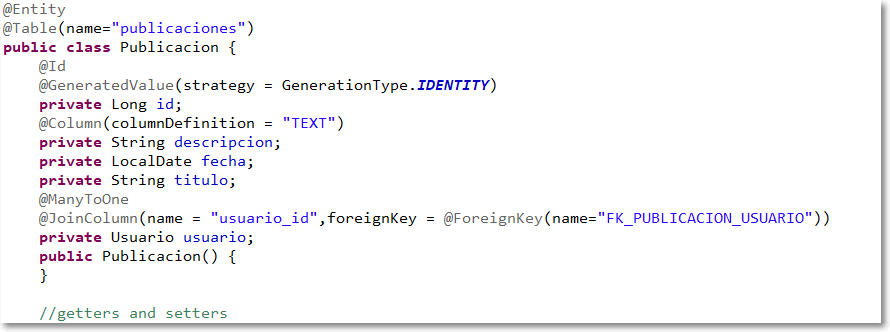 @Entity
@Table(name="publicaciones")
public class Publicacion {
    @Id
    @GeneratedValue(strategy = GenerationType.IDENTITY)
    private Long id;
    @Column(columnDefinition = "TEXT")
    private String descripcion;
    private LocalDate fecha;
    private String titulo;
    @ManyToOne
    @JoinColumn(name = "usuario_id",foreignKey = @ForeignKey(name="FK_PUBLICACION_USUARIO"))
    private Usuario usuario;
    public Publicacion() {
    }
    //getters and setters